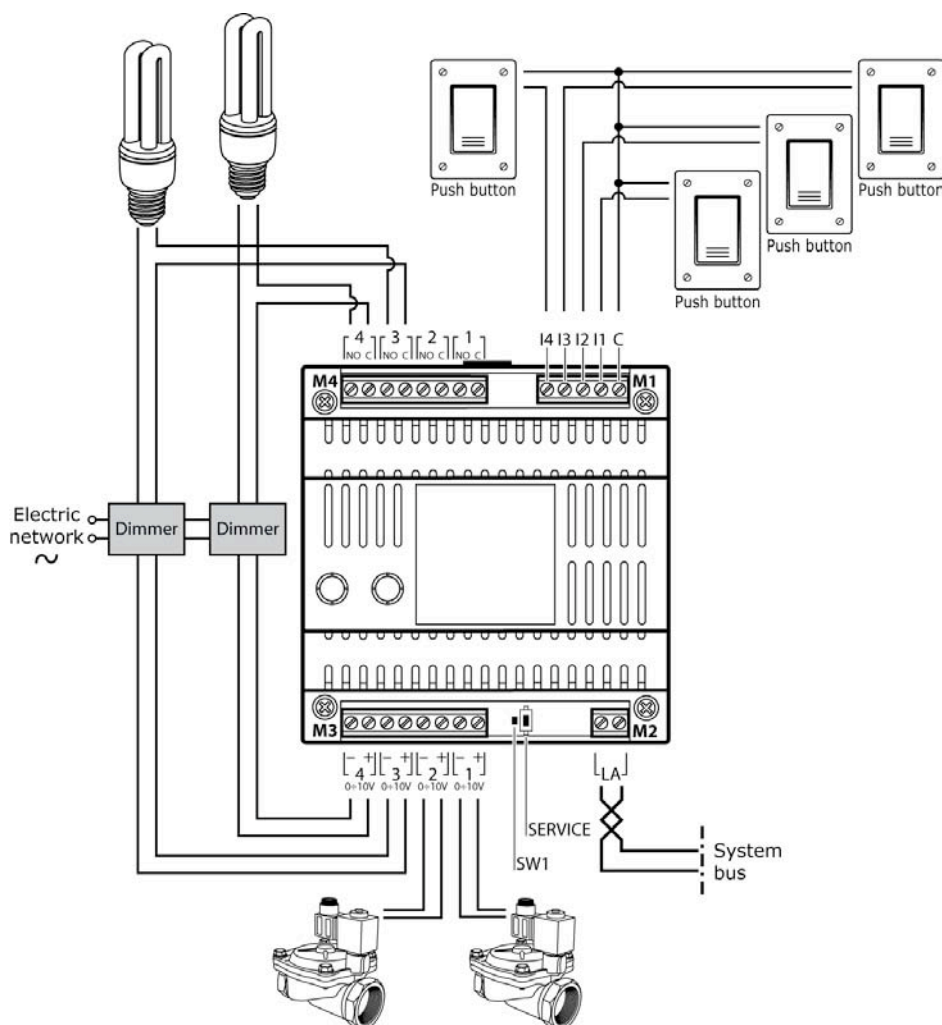 Push button
Push button
Push button
Push button
4 3 2 1
NO C NO C NO C NO C
I4 I3 I2 I1 C
M4 M1
Electric
network
~
Dimmer Dimmer
M3 M2
- + - + - + - +
4 3 2 1
0÷10V 0÷10V 0÷10V 0÷10V
LA
SERVICE
SW1
System
bus